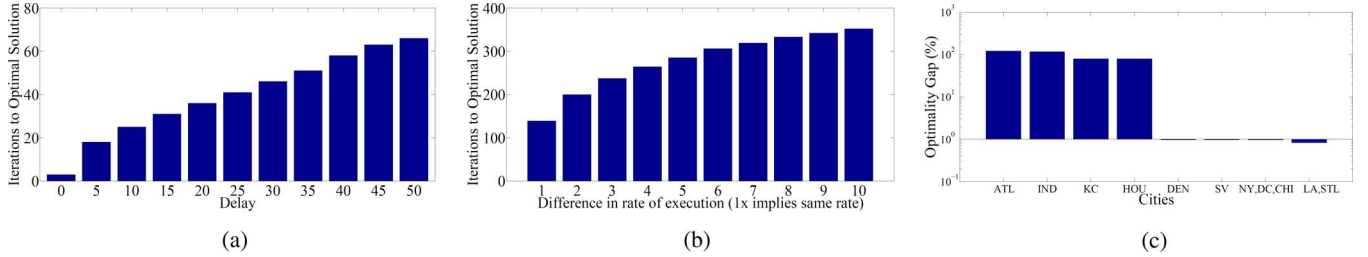 80
60
40
20
0
Iterions to Optimal Solution
0 5 10 15 20 25 30 35 40 45 50
Delay
(a)
400
300
200
100
0
Iterions to Optimal Solution
1 2 3 4 5 6 7 8 9 10
Difference in rate of execution (1x implies same rate)
(b)
10³
10²
10¹
10⁰
10⁻¹
Optimality Gap (%)
ATL IND KC HOU DEN SV NY,DC,CHI LA,STL
Cities
(c)